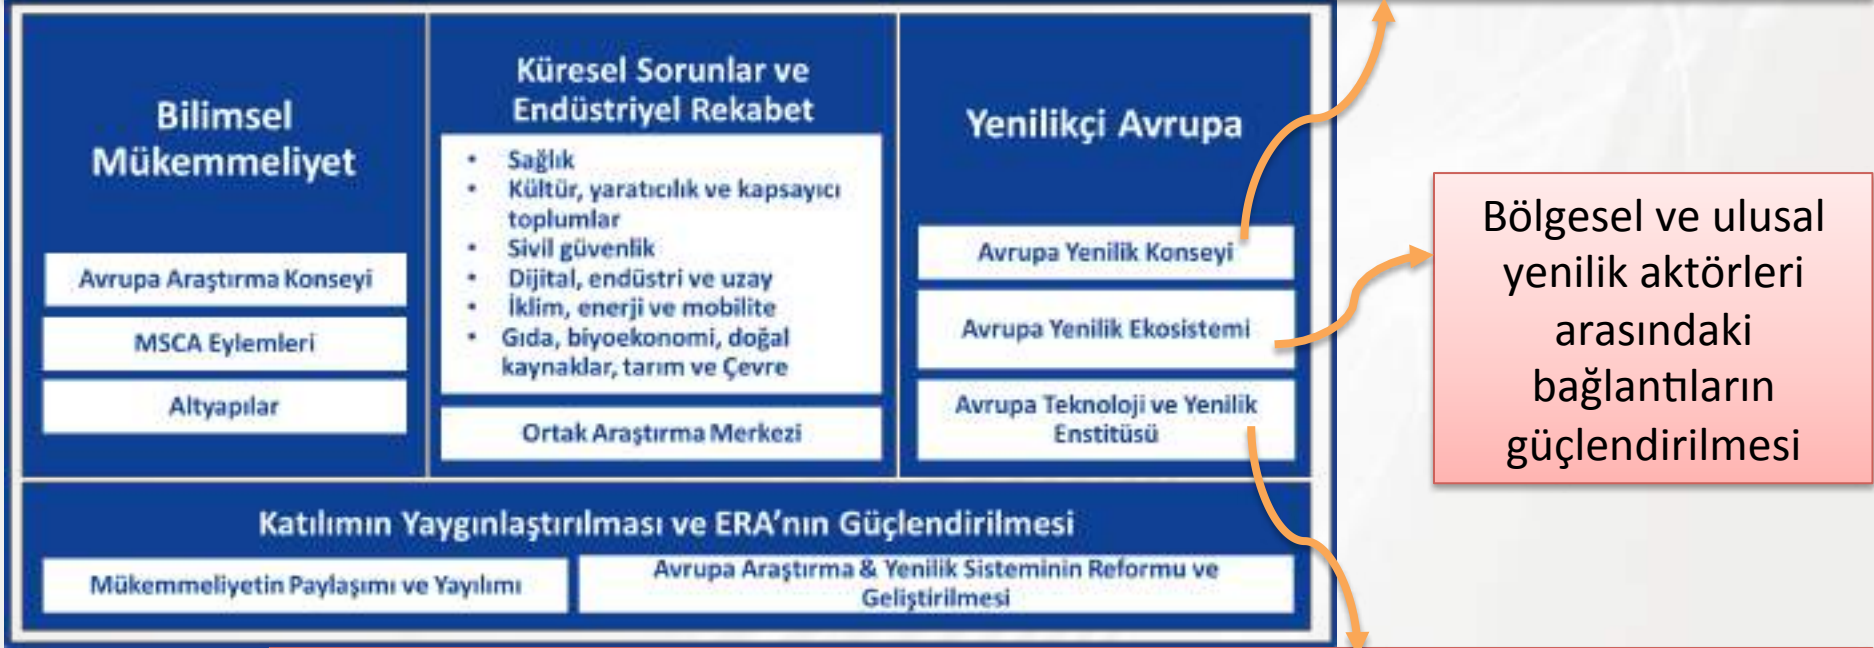 Bilimsel
Mükemmeliyet
Avrupa Araştırma Konseyi
MSCA Eylemleri
Altyapılar
Küresel Sorunlar ve
Endüstriyel Rekabet
• Sağlık
• Kültür, yaratıcılık ve kapsayıcı
toplumlar
• Sivil güvenlik
• Dijital, endüstri ve uzay
• İklim, enerji ve mobilite
• Gıda, biyoekonomi, doğal
kaynaklar, tarım ve Çevre
Ortak Araştırma Merkezi
Yenilikçi Avrupa
Avrupa Yenilik Konseyi
Avrupa Yenilik Ekosistemi
Avrupa Teknoloji ve Yenilik
Enstitüsü
Katılımın Yaygınlaştırılması ve ERA’nın Güçlendirilmesi
Mükemmeliyetin Paylaşımı ve Yayılımı
Avrupa Araştırma & Yenilik Sisteminin Reformu ve
Geliştirilmesi
Bölgesel ve ulusal
yenilik aktörleri
arasındaki
bağlantıların
güçlendirilmesi